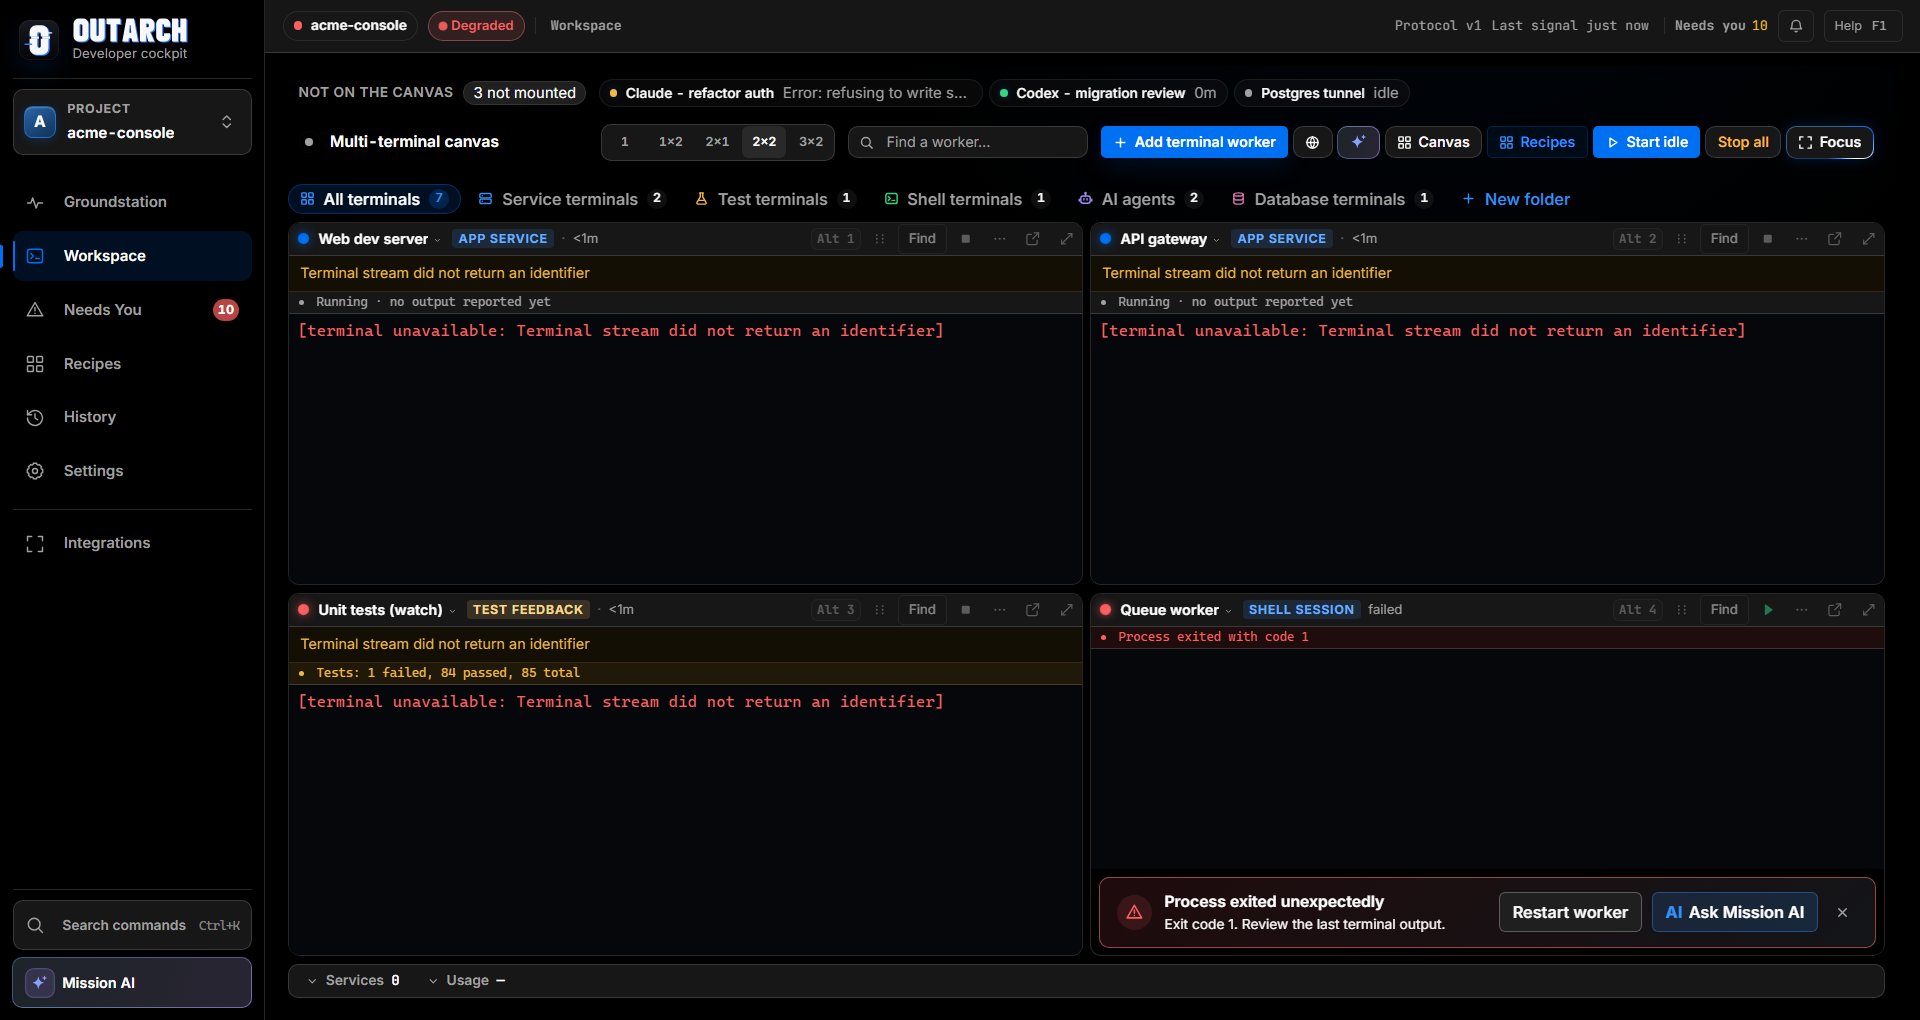 OUTARCH
Developer cockpit
A
PROJECT
acme-console
Groundstation
Workspace
Needs You 10
Recipes
History
Settings
Integrations
Search commands Ctrl+K
Mission AI
acme-console Degraded Workspace
Protocol v1 Last signal just now Needs you 10 Help F1
NOT ON THE CANVAS 3 not mounted Claude - refactor auth Error: refusing to write s... Codex - migration review 0m Postgres tunnel idle
Multi-terminal canvas 1 1×2 2×1 2×2 3×2 Find a worker... + Add terminal worker Canvas Recipes Start idle Stop all Focus
All terminals 7 Service terminals 2 Test terminals 1 Shell terminals 1 AI agents 2 Database terminals 1 + New folder
Web dev server APP SERVICE · <1m Alt 1 Find
Terminal stream did not return an identifier
Running · no output reported yet
[terminal unavailable: Terminal stream did not return an identifier]
API gateway APP SERVICE · <1m Alt 2 Find
Terminal stream did not return an identifier
Running · no output reported yet
[terminal unavailable: Terminal stream did not return an identifier]
Unit tests (watch) TEST FEEDBACK · <1m Alt 3 Find
Terminal stream did not return an identifier
Tests: 1 failed, 84 passed, 85 total
[terminal unavailable: Terminal stream did not return an identifier]
Queue worker SHELL SESSION failed Alt 4 Find
Process exited with code 1
Process exited unexpectedly
Exit code 1. Review the last terminal output.
Restart worker
AI Ask Mission AI
Services 0 Usage —